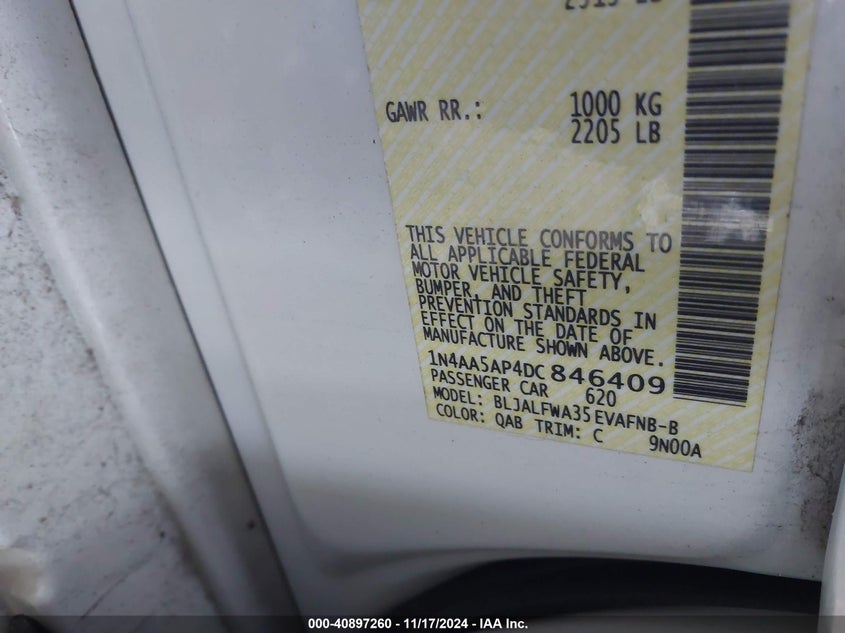 GAWR RR.: 1000 KG
2205 LB
THIS VEHICLE CONFORMS TO
ALL APPLICABLE FEDERAL
MOTOR VEHICLE SAFETY,
BUMPER, AND THEFT
PREVENTION STANDARDS IN
EFFECT ON THE DATE OF
MANUFACTURE SHOWN ABOVE.
1N4AA5AP4DC846409
PASSENGER CAR 620
MODEL: BLJALFWA35EVAFNB-B
COLOR: QAB TRIM: C 9N00A
000-40897260 - 11/17/2024 - IAA Inc.